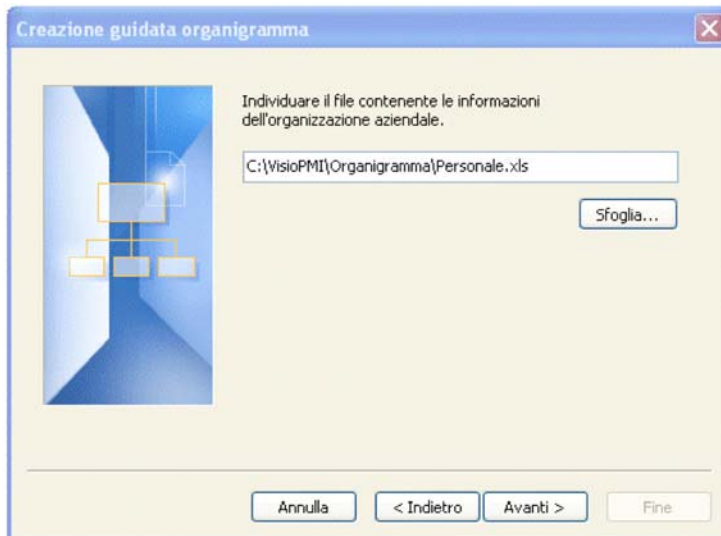 Creazione guidata organigramma
Individuare il file contenente le informazioni
dell'organizzazione aziendale.
C:\VisioPMI\Organigramma\Personale.xls
Sfoglia...
Annulla
< Indietro
Avanti >
Fine